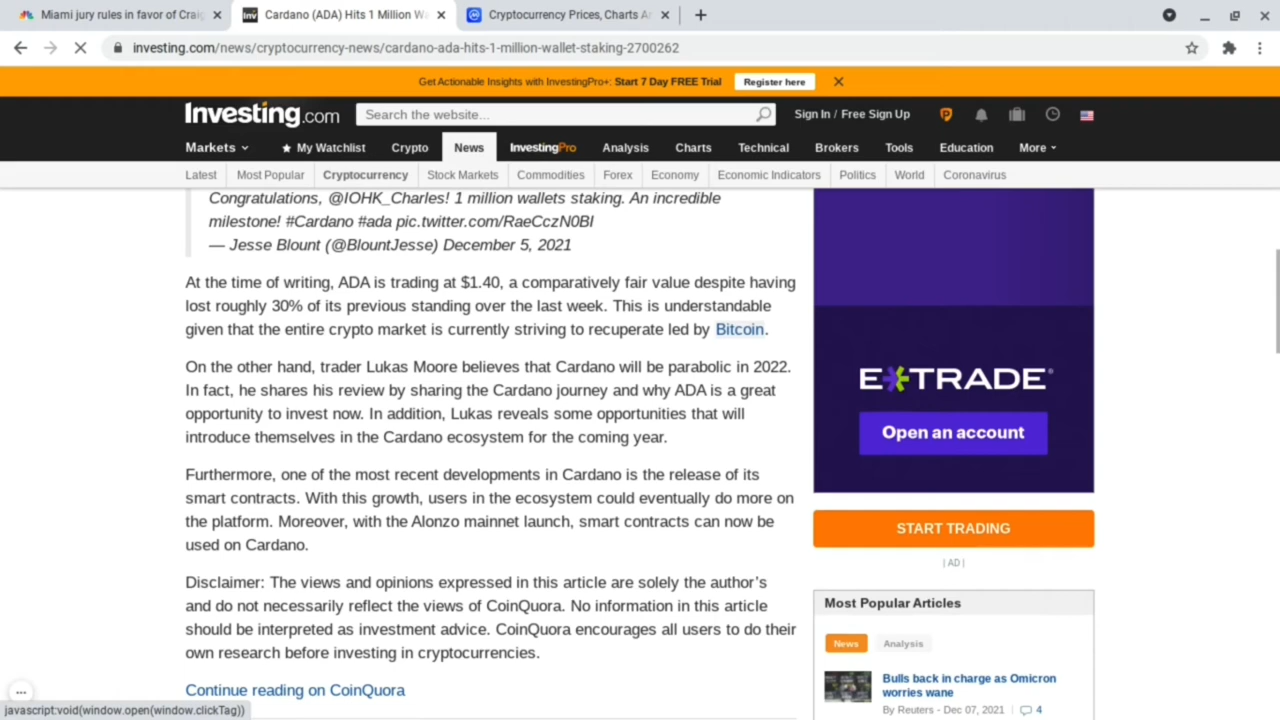 Miami jury rules in favor of Craig
Cardano (ADA) Hits 1 Million Wa
Cryptocurrency Prices, Charts An
investing.com/news/cryptocurrency-news/cardano-ada-hits-1-million-wallet-staking-2700262
Get Actionable Insights with InvestingPro+: Start 7 Day FREE Trial
Register here
Investing.com
Search the website...
Sign In / Free Sign Up
Markets
My Watchlist
Crypto
News
InvestingPro
Analysis
Charts
Technical
Brokers
Tools
Education
More
Latest
Most Popular
Cryptocurrency
Stock Markets
Commodities
Forex
Economy
Economic Indicators
Politics
World
Coronavirus
Congratulations, @IOHK_Charles! 1 million wallets staking. An incredible
milestone! #Cardano #ada pic.twitter.com/RaeCczN0BI
— Jesse Blount (@BlountJesse) December 5, 2021
At the time of writing, ADA is trading at $1.40, a comparatively fair value despite having
lost roughly 30% of its previous standing over the last week. This is understandable
given that the entire crypto market is currently striving to recuperate led by Bitcoin.
On the other hand, trader Lukas Moore believes that Cardano will be parabolic in 2022.
In fact, he shares his review by sharing the Cardano journey and why ADA is a great
opportunity to invest now. In addition, Lukas reveals some opportunities that will
introduce themselves in the Cardano ecosystem for the coming year.
Furthermore, one of the most recent developments in Cardano is the release of its
smart contracts. With this growth, users in the ecosystem could eventually do more on
the platform. Moreover, with the Alonzo mainnet launch, smart contracts can now be
used on Cardano.
Disclaimer: The views and opinions expressed in this article are solely the author's
and do not necessarily reflect the views of CoinQuora. No information in this article
should be interpreted as investment advice. CoinQuora encourages all users to do their
own research before investing in cryptocurrencies.
Continue reading on CoinQuora
E*TRADE®
Open an account
START TRADING
| AD |
Most Popular Articles
News
Analysis
Bulls back in charge as Omicron
worries wane
By Reuters - Dec 07, 2021 | 4
javascript:void(window.open(window.clickTag))